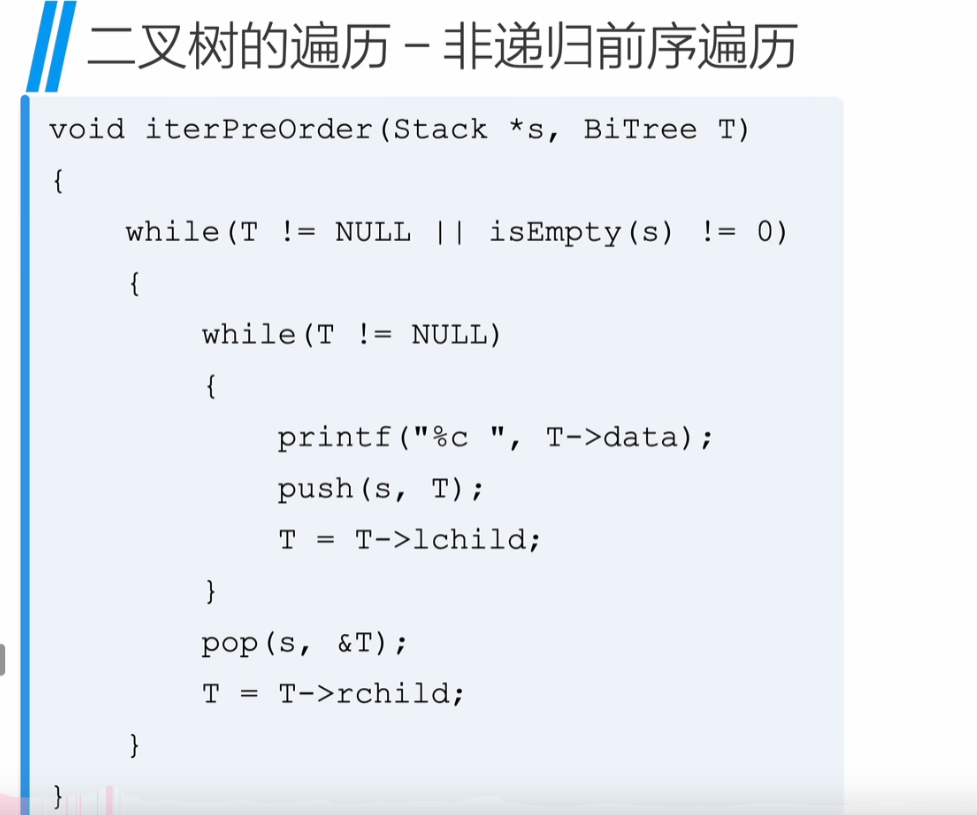 二叉树的遍历 – 非递归前序遍历
void iterPreOrder(Stack *s, BiTree T)
{
while(T != NULL || isEmpty(s) != 0)
{
while(T != NULL)
{
printf("%c ", T->data);
push(s, T);
T = T->lchild;
}
pop(s, &T);
T = T->rchild;
}
}